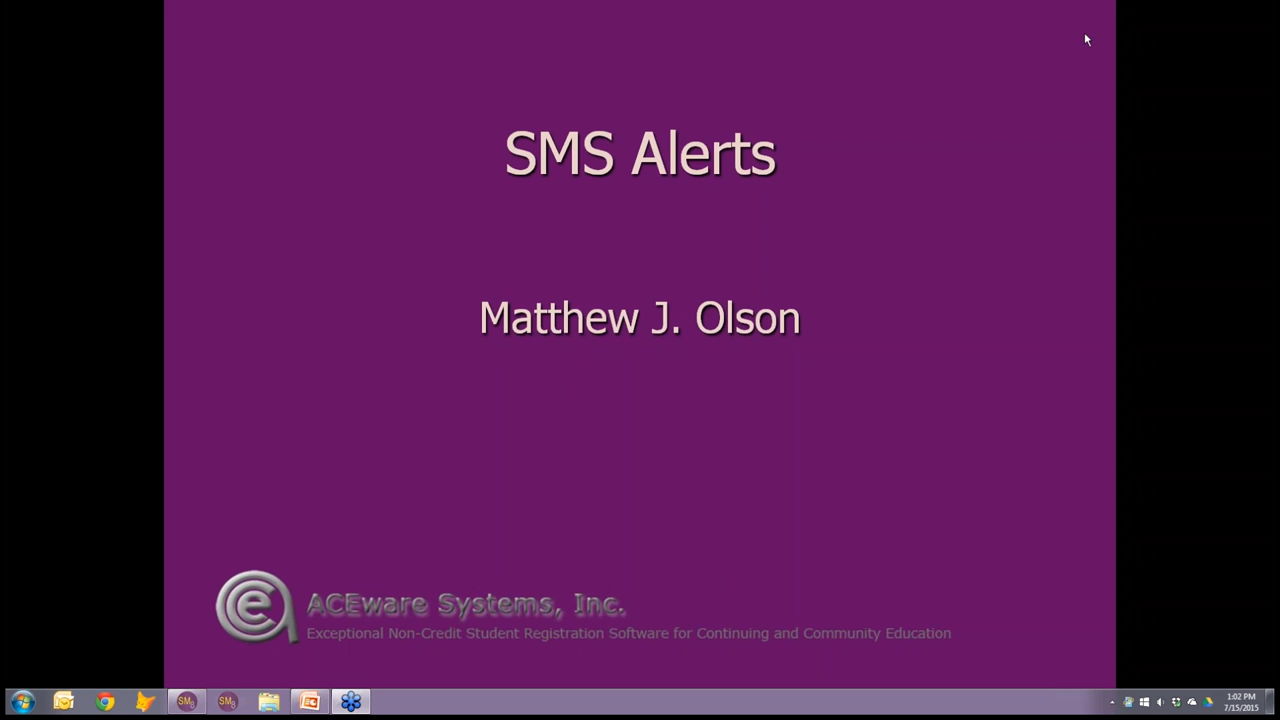 SMS Alerts
Matthew J. Olson
ACEware Systems, Inc.
Exceptional Non-Credit Student Registration Software for Continuing and Community Education
1:02 PM
7/15/2015